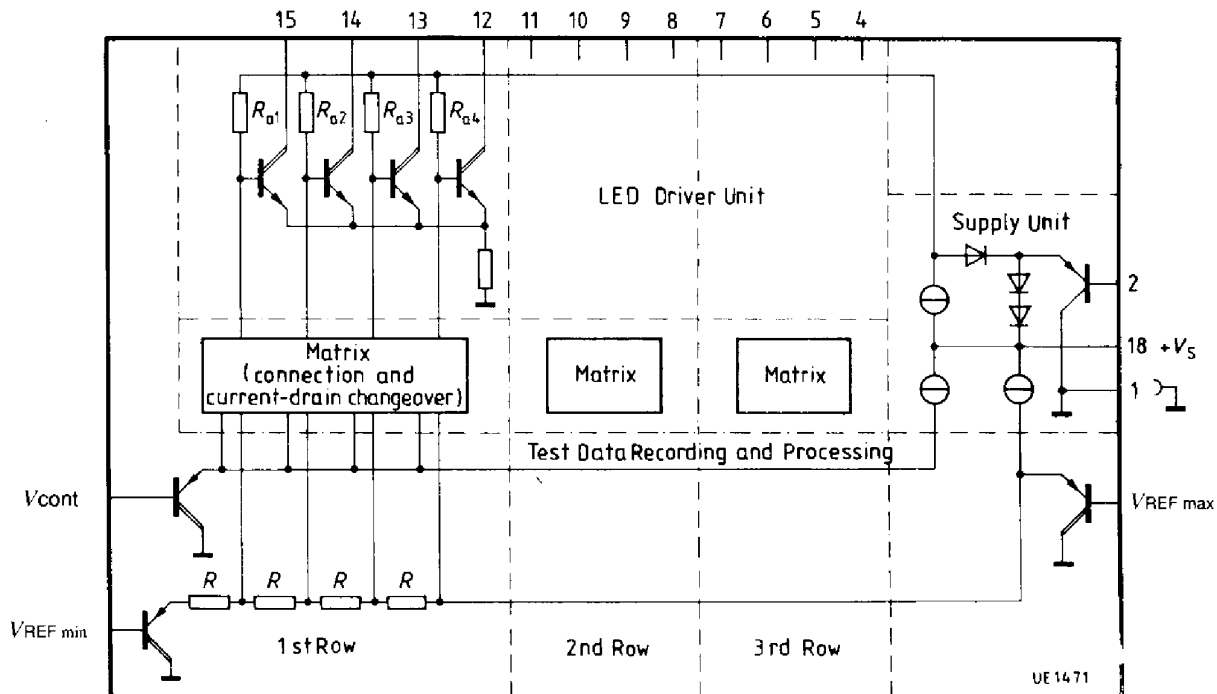 15 14 13 12 11 10 9 8 7 6 5 4
Ra1 Ra2 Ra3 Ra4
LED Driver Unit
Supply Unit
2
Matrix
(connection and
current-drain changeover)
Matrix
Matrix
18 +VS
1
Test Data Recording and Processing
Vcont
VREF max
R R R R
VREF min
1st Row
2nd Row
3rd Row
UE1471